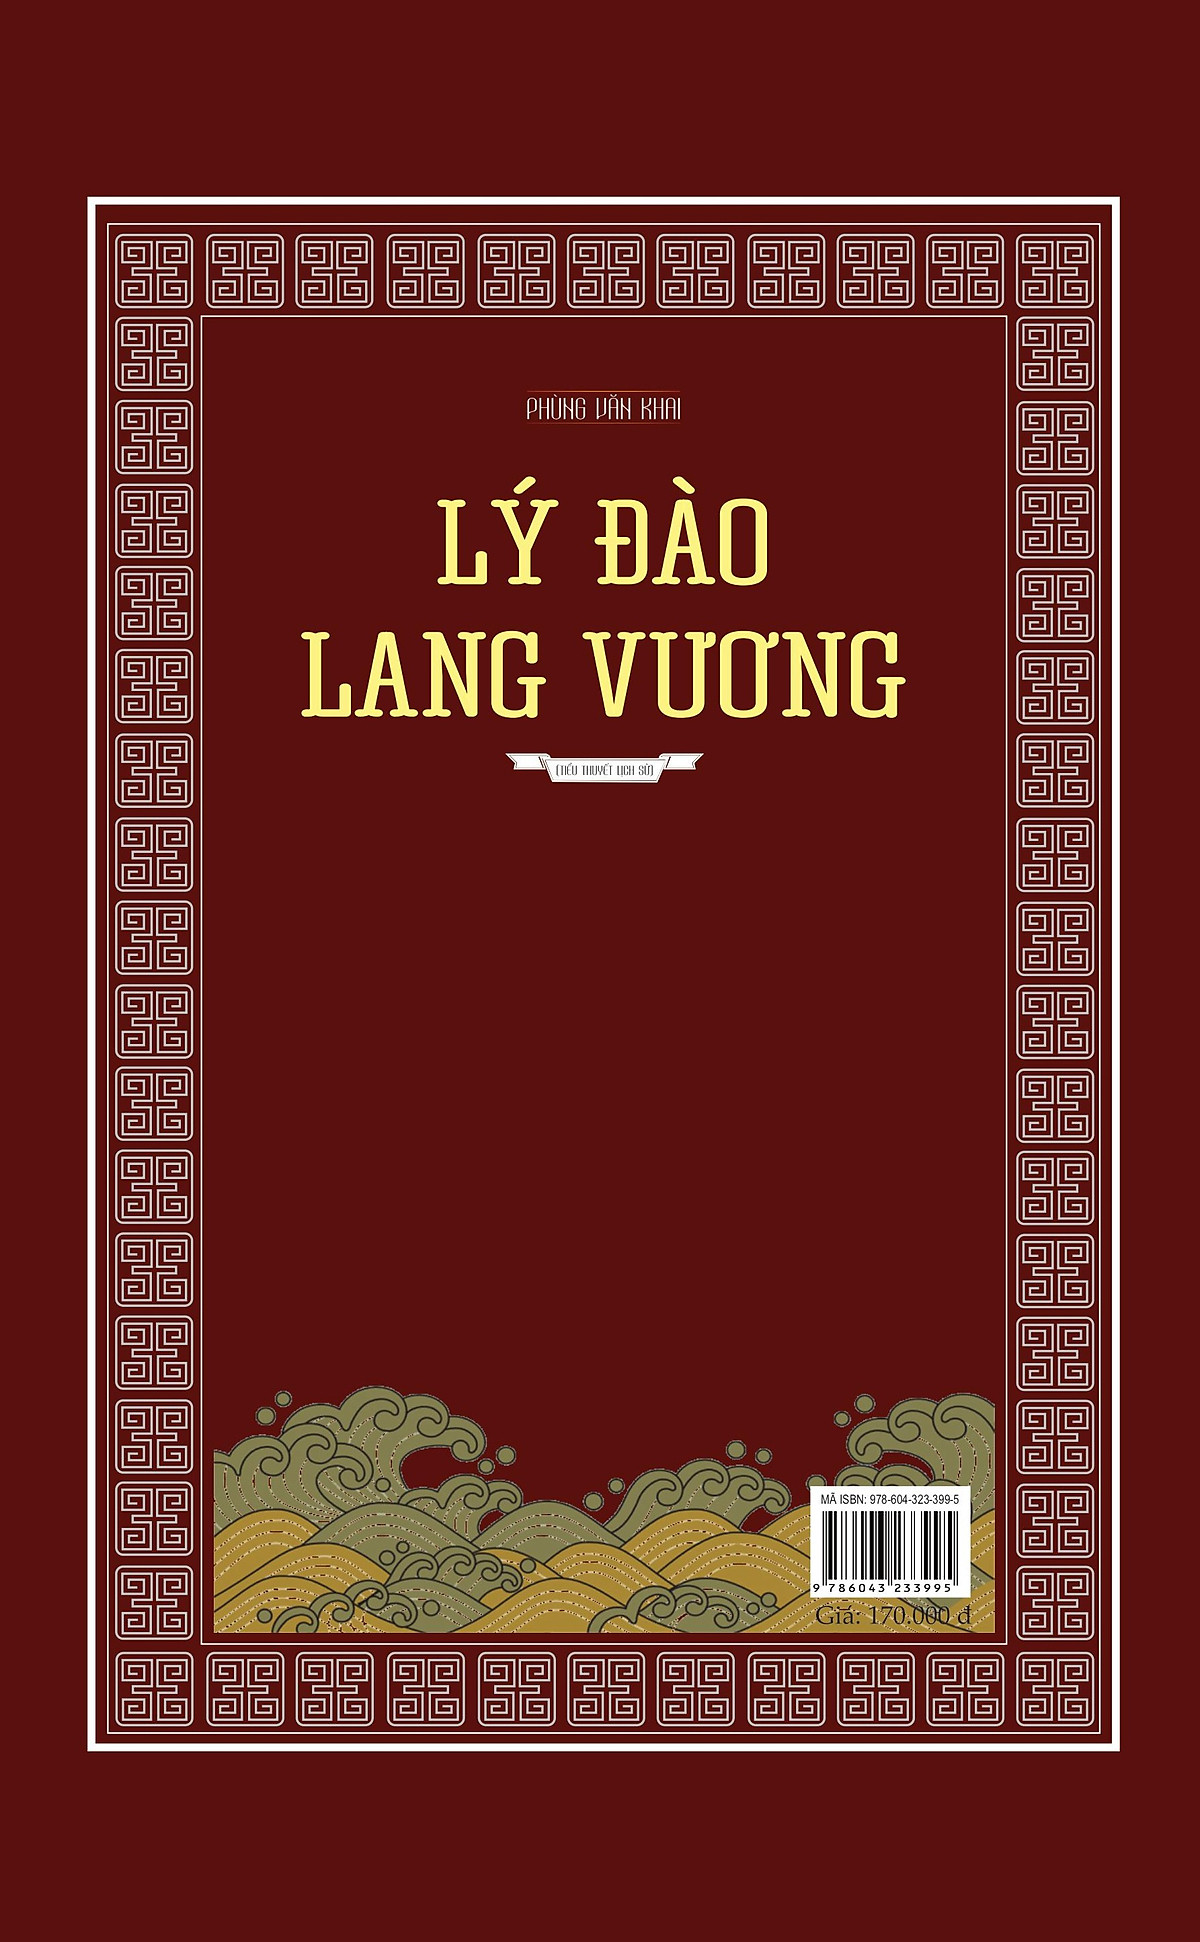 PHÙNG VĂN KHAI
LÝ ĐÀO
LANG VƯƠNG
(TIỂU THUYẾT LỊCH SỬ)
MÃ ISBN: 978-604-323-399-5
9 786043 233995
Giá: 170.000 đ